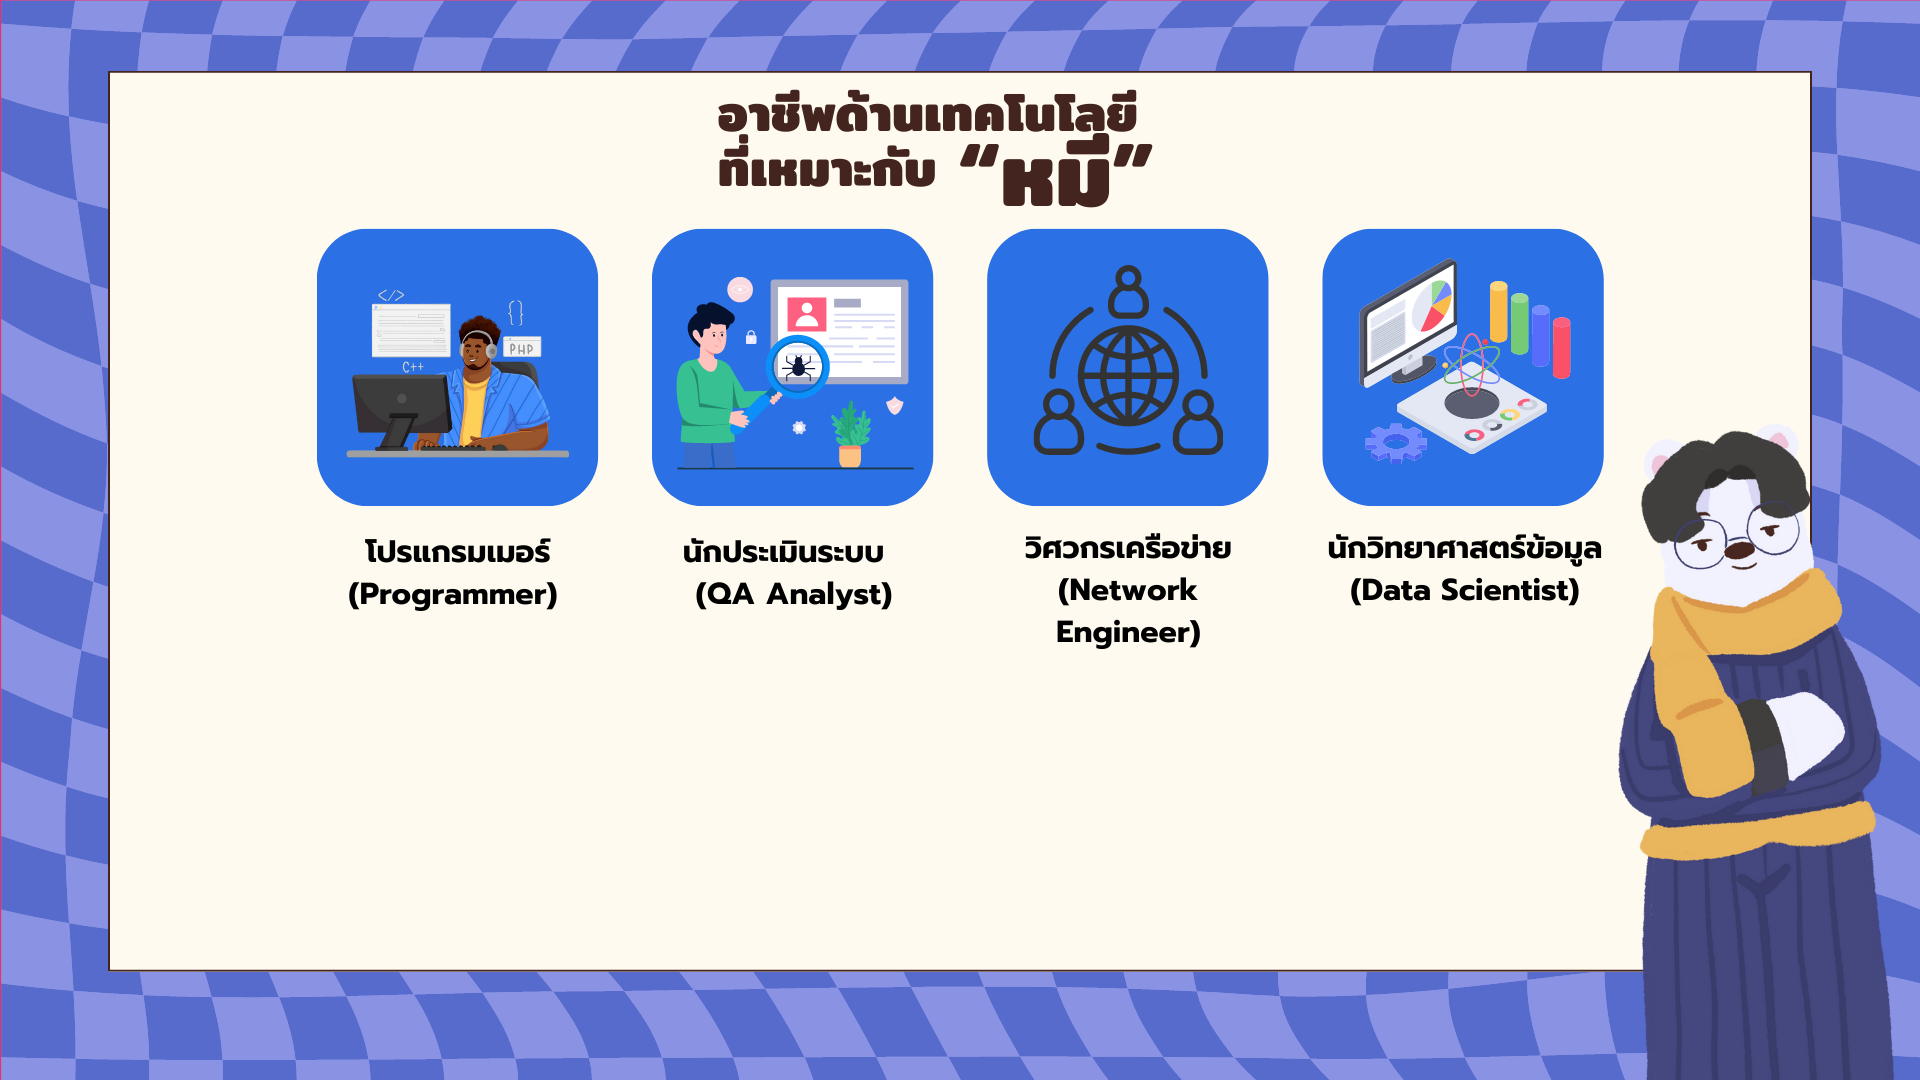 อาชีพด้านเทคโนโลยี
ที่เหมาะกับ “หมี”
</>
{}
PHP
C++
โปรแกรมเมอร์
(Programmer)
นักประเมินระบบ
(QA Analyst)
วิศวกรเครือข่าย
(Network
Engineer)
นักวิทยาศาสตร์ข้อมูล
(Data Scientist)